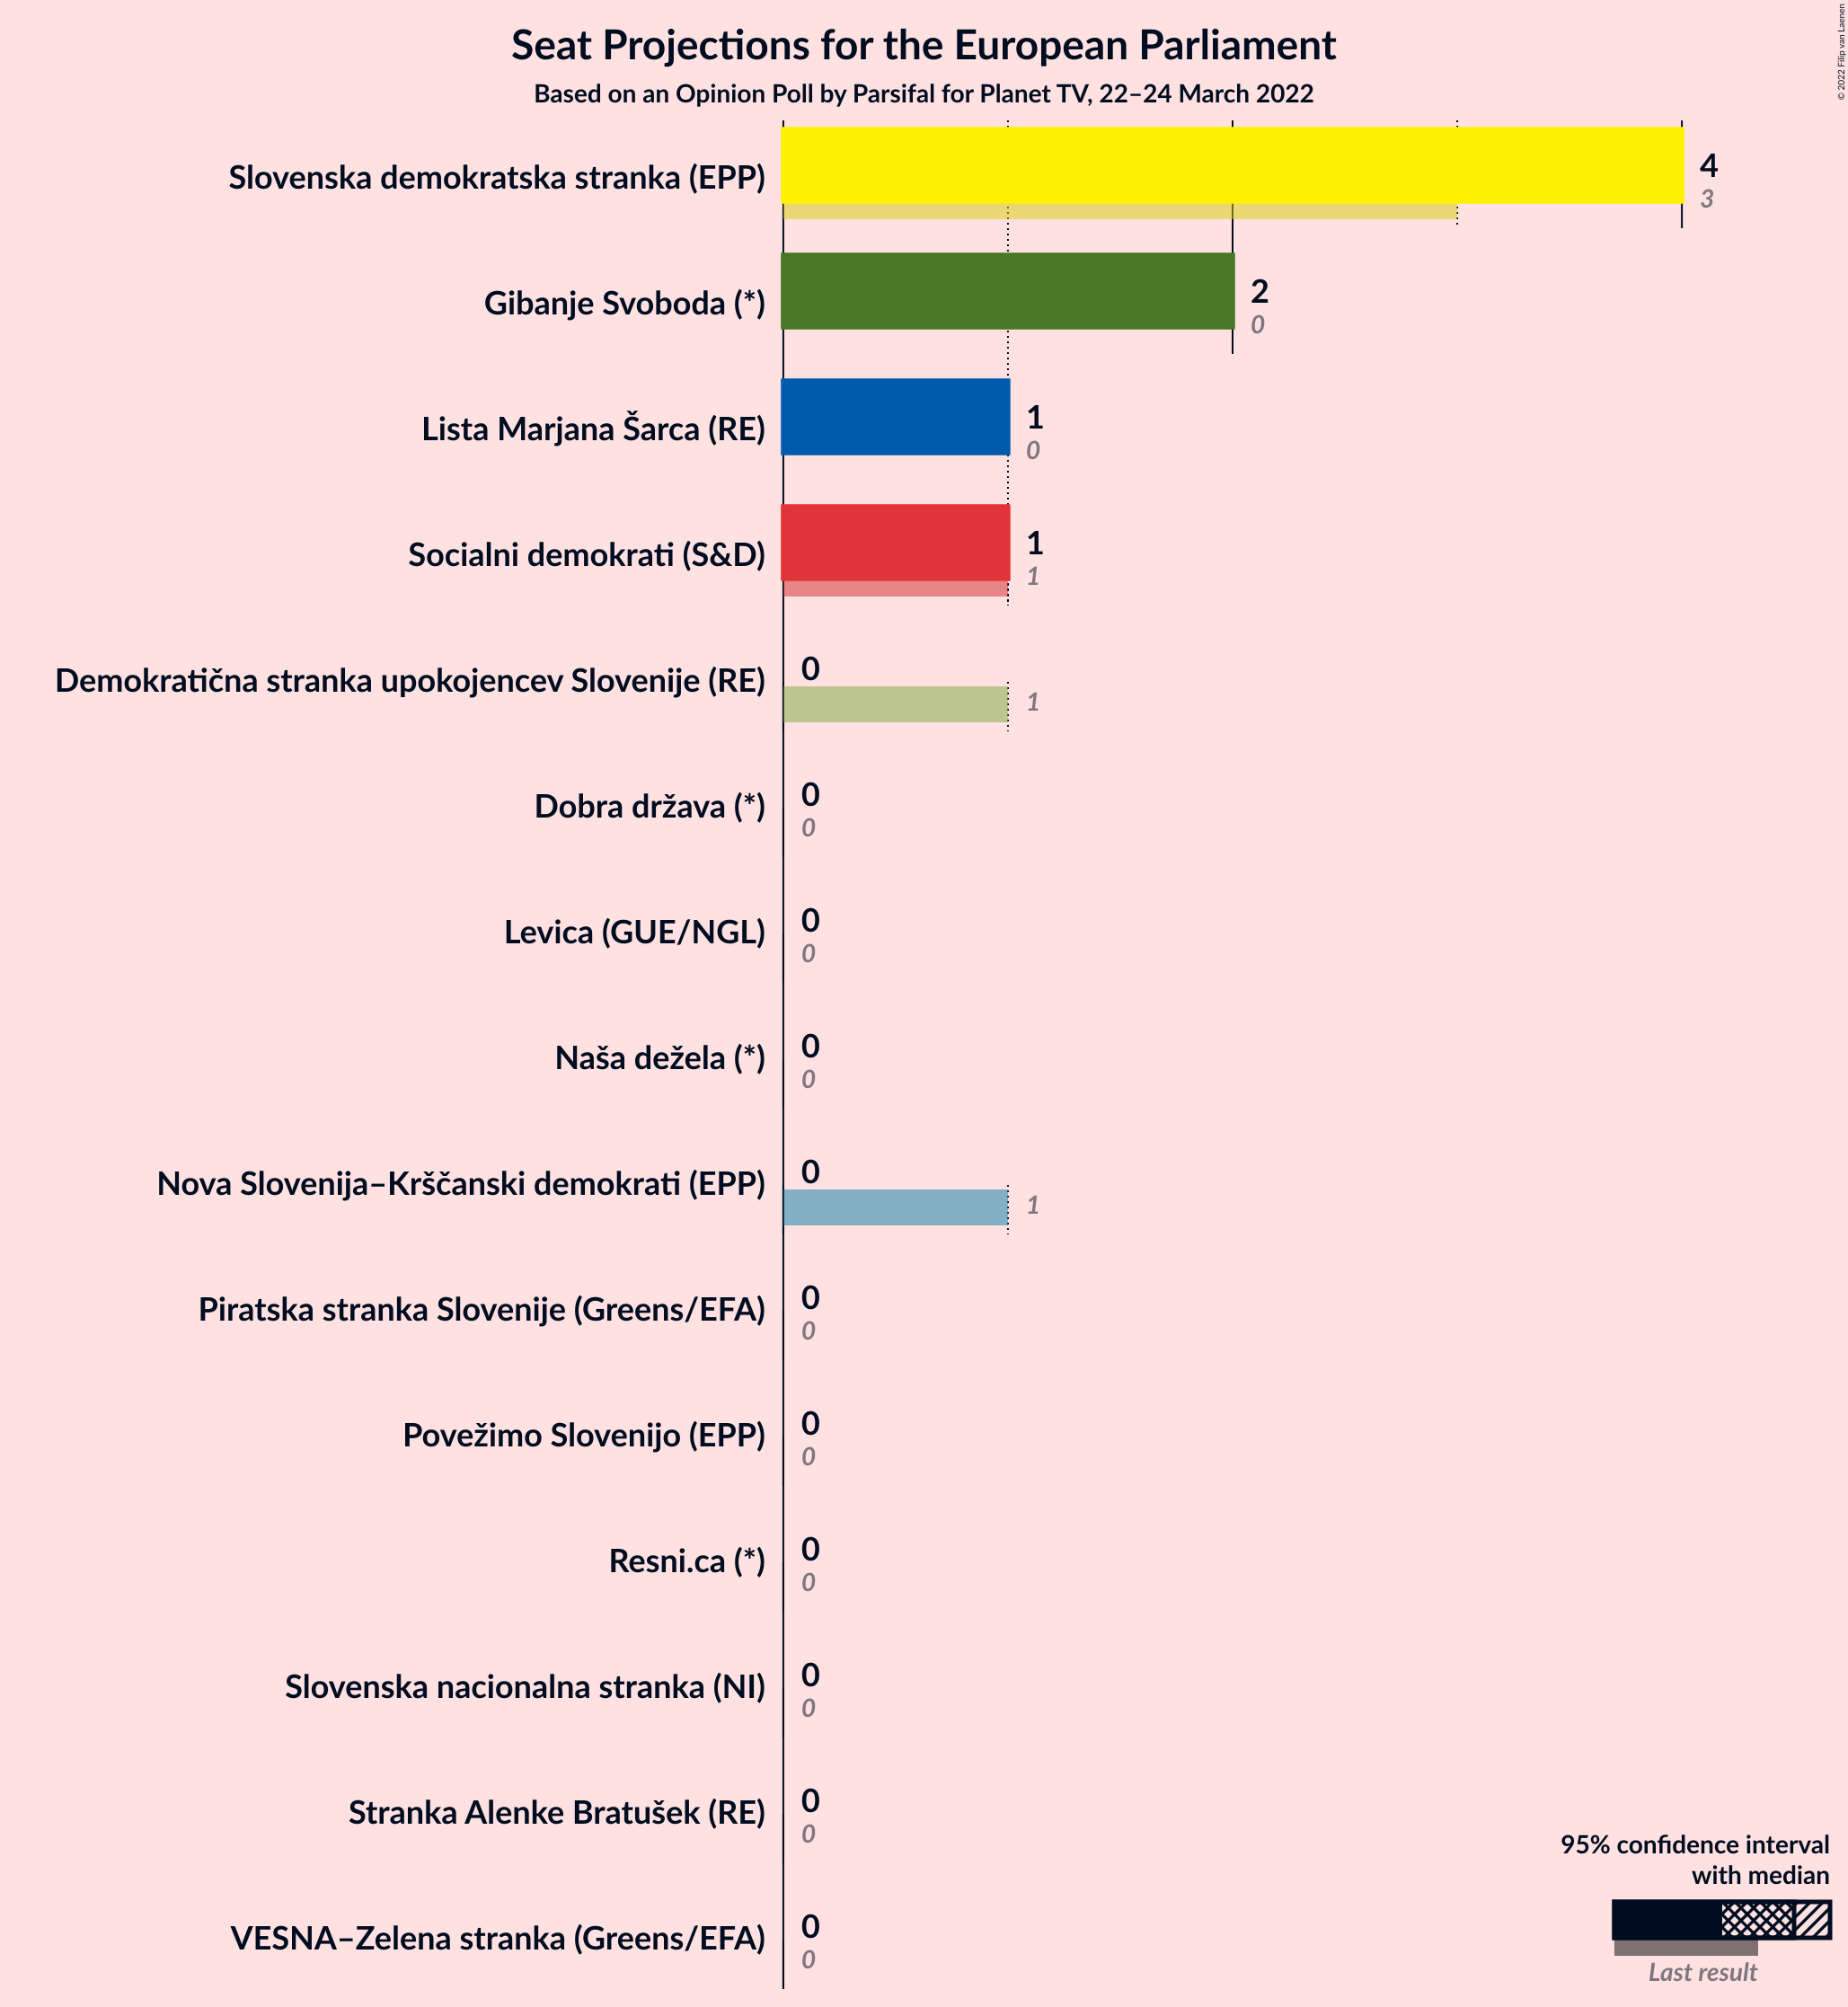 Seat Projections for the European Parliament
Based on an Opinion Poll by Parsifal for Planet TV, 22–24 March 2022
© 2022 Filip van Laenen
Slovenska demokratska stranka (EPP)
4
3
Gibanje Svoboda (*)
2
0
Lista Marjana Šarca (RE)
1
0
Socialni demokrati (S&D)
1
1
Demokratična stranka upokojencev Slovenije (RE)
0
1
Dobra država (*)
0
0
Levica (GUE/NGL)
0
0
Naša dežela (*)
0
0
Nova Slovenija–Krščanski demokrati (EPP)
0
1
Piratska stranka Slovenije (Greens/EFA)
0
0
Povežimo Slovenijo (EPP)
0
0
Resni.ca (*)
0
0
Slovenska nacionalna stranka (NI)
0
0
Stranka Alenke Bratušek (RE)
0
0
VESNA–Zelena stranka (Greens/EFA)
0
0
95% confidence interval
with median
Last result